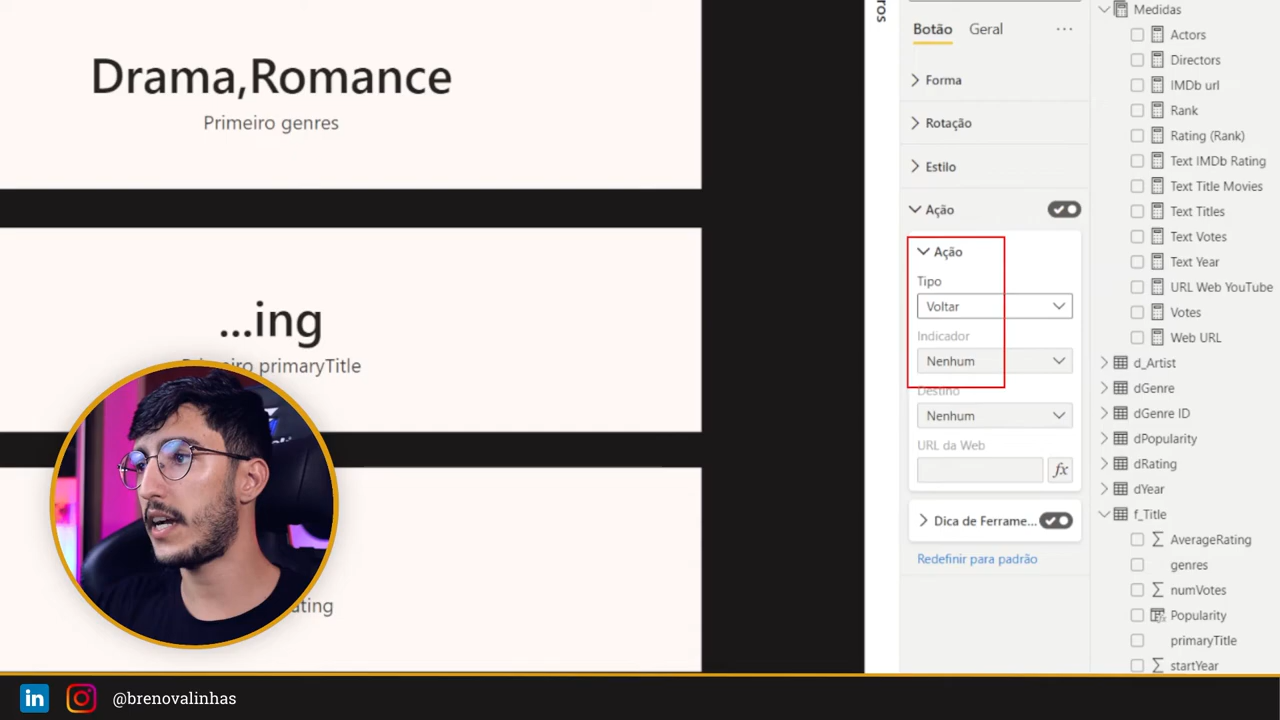 Drama,Romance
Primeiro genres
...ing
primaryTitle
@brenovalinhas
Botão
Geral
...
Forma
Rotação
Estilo
Ação
Ação
Tipo
Voltar
Indicador
Nenhum
Destino
Nenhum
URL da Web
fx
Dica de Ferrame...
Redefinir para padrão
Medidas
Actors
Directors
IMDb url
Rank
Rating (Rank)
Text IMDb Rating
Text Title Movies
Text Titles
Text Votes
Text Year
URL Web YouTube
Votes
Web URL
d_Artist
dGenre
dGenre ID
dPopularity
dRating
dYear
f_Title
AverageRating
genres
numVotes
Popularity
primaryTitle
startYear